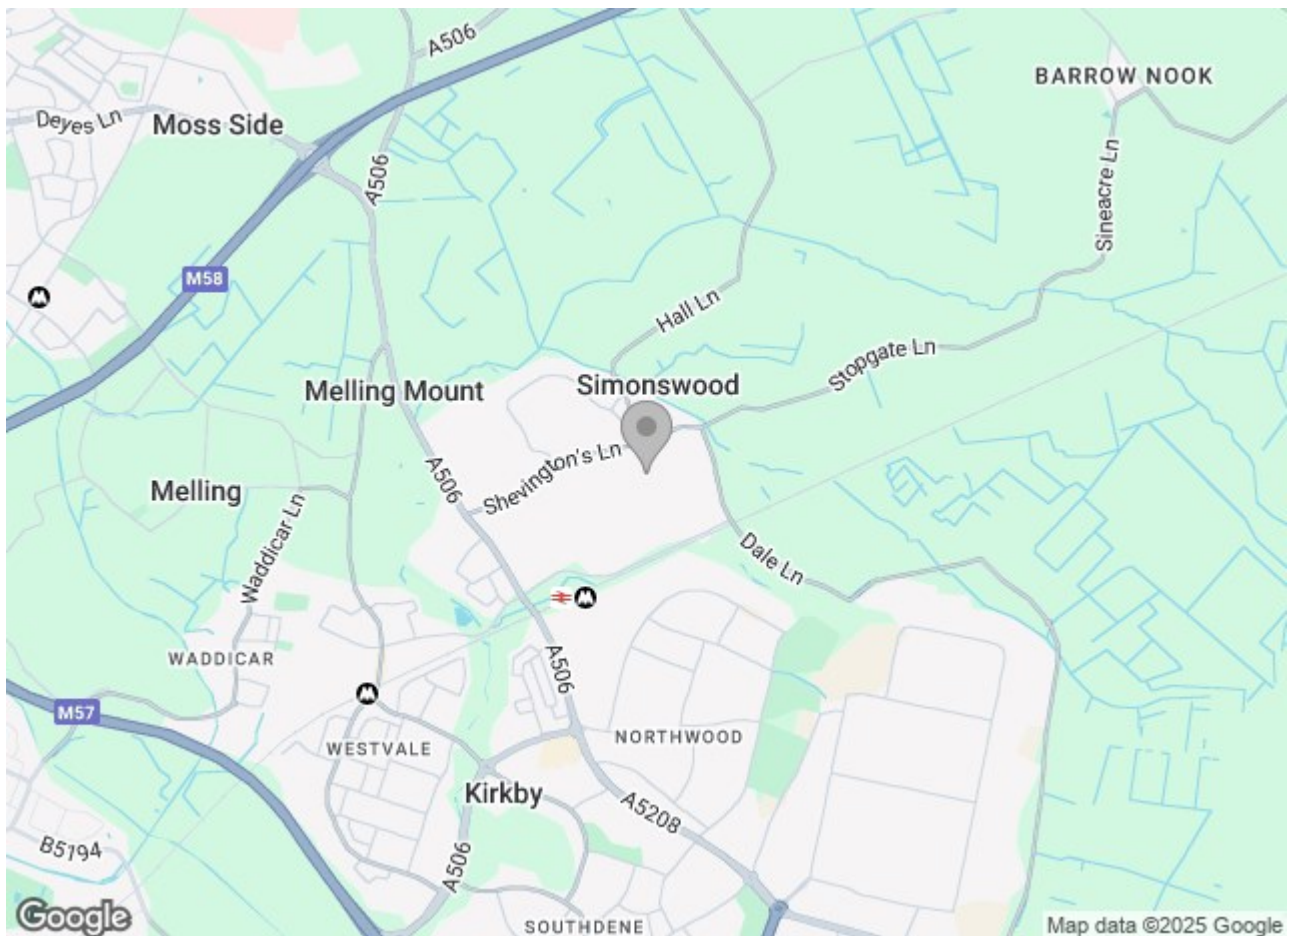 A506
BARROW NOOK
Deyes Ln
Moss Side
A506
Sineacre Ln
M58
Hall Ln
Stopgate Ln
Simonswood
Melling Mount
Shevington's Ln
A506
Melling
Waddicar Ln
Dale Ln
WADDICAR
A506
M57
WESTVALE
NORTHWOOD
Kirkby
A5208
B5194
A506
Google
SOUTHDENE
Map data ©2025 Google